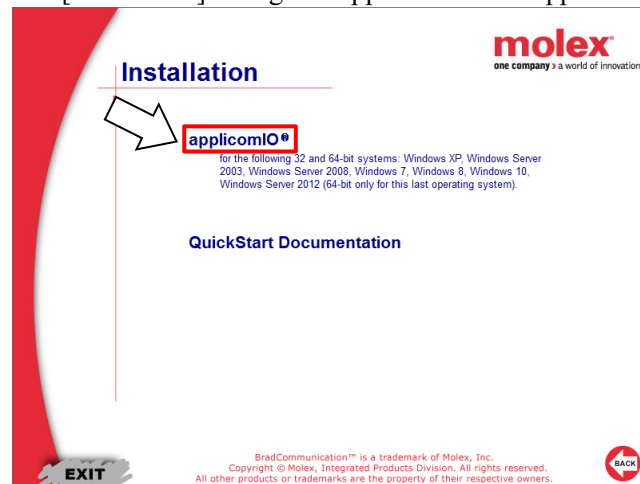 molex
one company > a world of innovation
Installation
applicomIO®
for the following 32 and 64-bit systems: Windows XP, Windows Server
2003, Windows Server 2008, Windows 7, Windows 8, Windows 10,
Windows Server 2012 (64-bit only for this last operating system).
QuickStart Documentation
BradCommunication™ is a trademark of Molex, Inc.
Copyright © Molex, Integrated Products Division. All rights reserved.
All other products or trademarks are the property of their respective owners.
EXIT
BACK